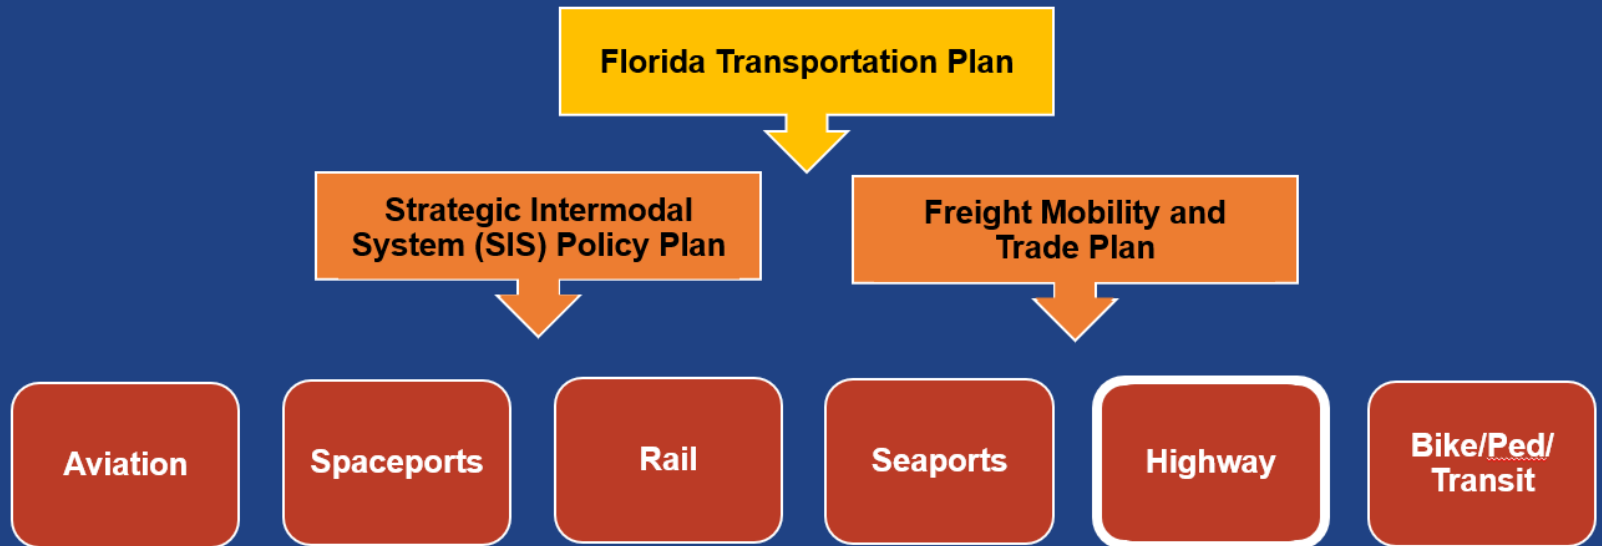 Florida Transportation Plan
Strategic Intermodal
System (SIS) Policy Plan
Freight Mobility and
Trade Plan
Aviation
Spaceports
Rail
Seaports
Highway
Bike/Ped/
Transit